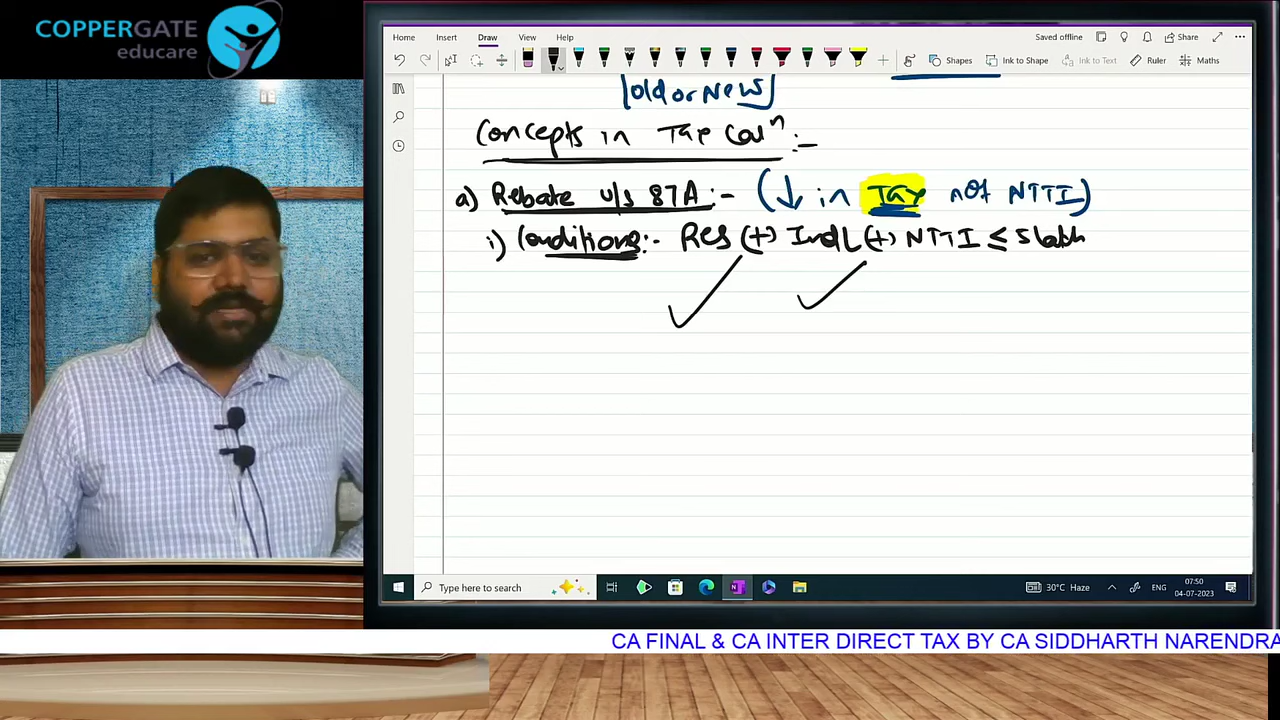 COPPERGATE
educare
Home Insert Draw View Help
Saved offline
Share
Shapes
Ink to Shape
Ink to Text
Ruler
Maths
[old or New]
Concepts in Tax Calⁿ :-
a) Rebate u/s 87A :- (↓ in Tax not NTTI)
i) Conditions :- Res (+) Indl (+) NTTI ≤ 5 lakh
Type here to search
30°C Haze
ENG
07:50
04-07-2023
CA FINAL & CA INTER DIRECT TAX BY CA SIDDHARTH NARENDRA